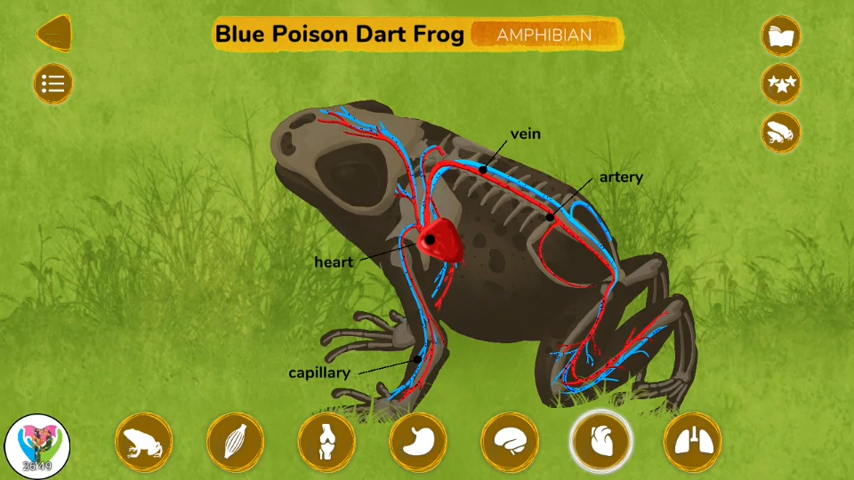 Blue Poison Dart Frog
AMPHIBIAN
vein
artery
heart
capillary